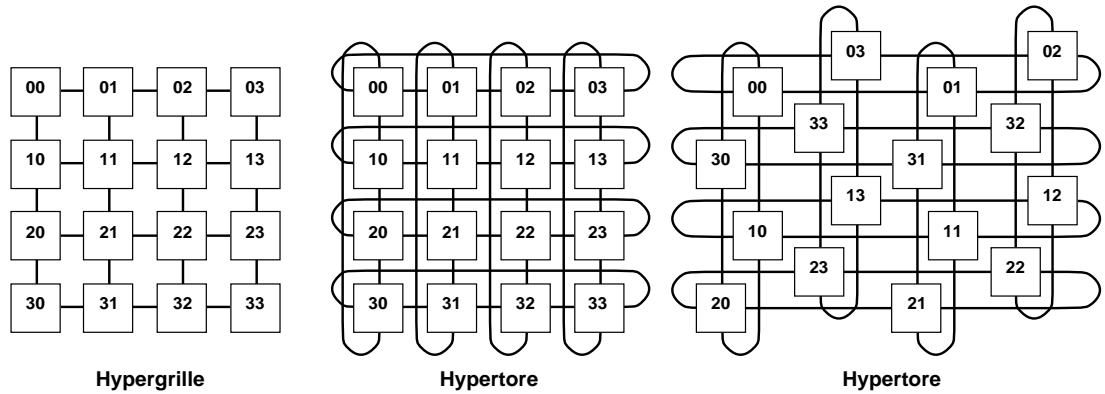 00 01 02 03
10 11 12 13
20 21 22 23
30 31 32 33
Hypergrille
00 01 02 03
10 11 12 13
20 21 22 23
30 31 32 33
Hypertore
03 02
00 01
33 32
30 31
13 12
10 11
23 22
20 21
Hypertore